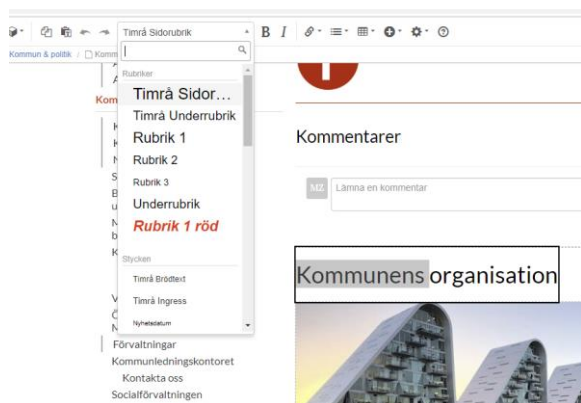 Timrå Sidorubrik
B I
Kommun & politik / Komm
Rubriker
Kom
Timrå Sidor...
Timrå Underrubrik
Rubrik 1
Rubrik 2
Rubrik 3
Underrubrik
Rubrik 1 röd
Stycken
Timrå Brödtext
Timrå Ingress
Nyhetsdatum
Förvaltningar
Kommunledningskontoret
Kontakta oss
Socialförvaltningen
Kommentarer
MZ Lämna en kommentar
Kommunens organisation